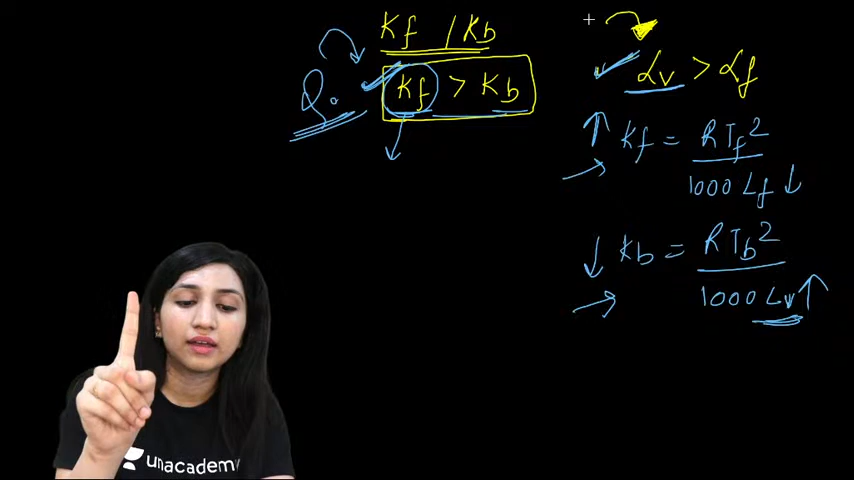 Kf / Kb
Q.
Kf > Kb
Lv > Lf
Kf = RTf²
1000 Lf
Kb = RTb²
1000 Lv
unacademy